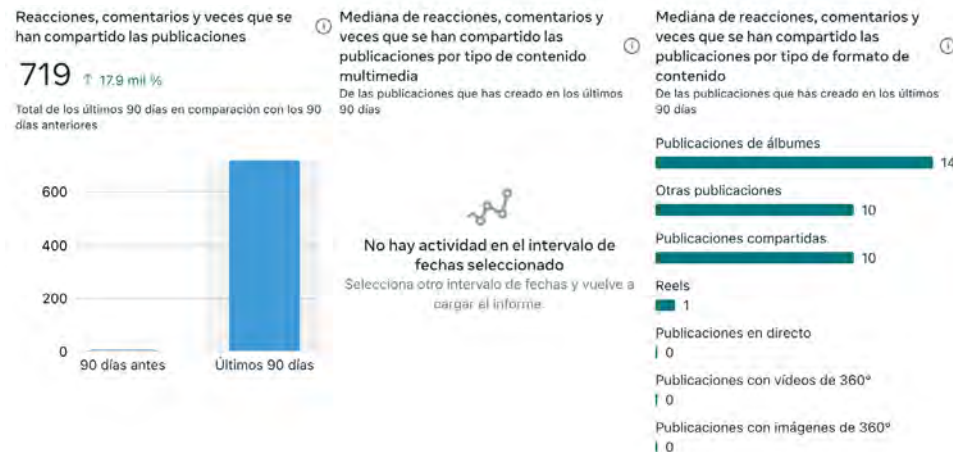 Reacciones, comentarios y veces que se
han compartido las publicaciones
719 ↑ 17.9 mil %
Total de los últimos 90 días en comparación con los 90
días anteriores
600
400
200
0
90 días antes
Últimos 90 días
Mediana de reacciones, comentarios y
veces que se han compartido las
publicaciones por tipo de contenido
multimedia
De las publicaciones que has creado en los últimos
90 días
No hay actividad en el intervalo de
fechas seleccionado
Selecciona otro intervalo de fechas y vuelve a
cargar el informe.
Mediana de reacciones, comentarios y
veces que se han compartido las
publicaciones por tipo de formato de
contenido
De las publicaciones que has creado en los últimos
90 días
Publicaciones de álbumes
14
Otras publicaciones
10
Publicaciones compartidas
10
Reels
1
Publicaciones en directo
0
Publicaciones con vídeos de 360°
0
Publicaciones con imágenes de 360°
0